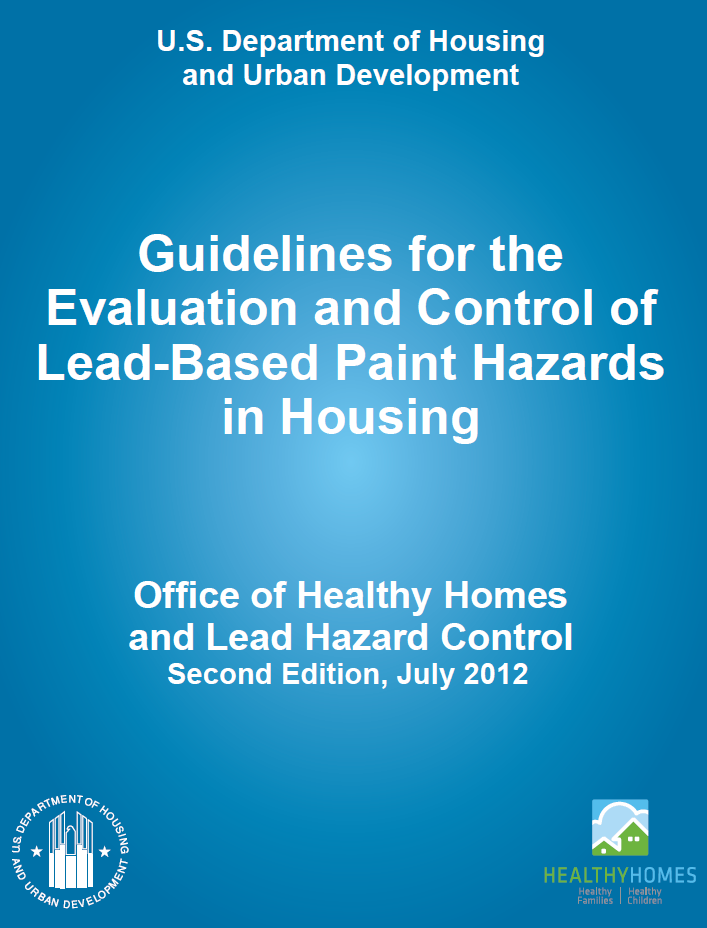 U.S. Department of Housing
and Urban Development
Guidelines for the
Evaluation and Control of
Lead-Based Paint Hazards
in Housing
Office of Healthy Homes
and Lead Hazard Control
Second Edition, July 2012
U.S. DEPARTMENT OF HOUSING
AND URBAN DEVELOPMENT
HEALTHYHOMES
Healthy Families | Healthy Children